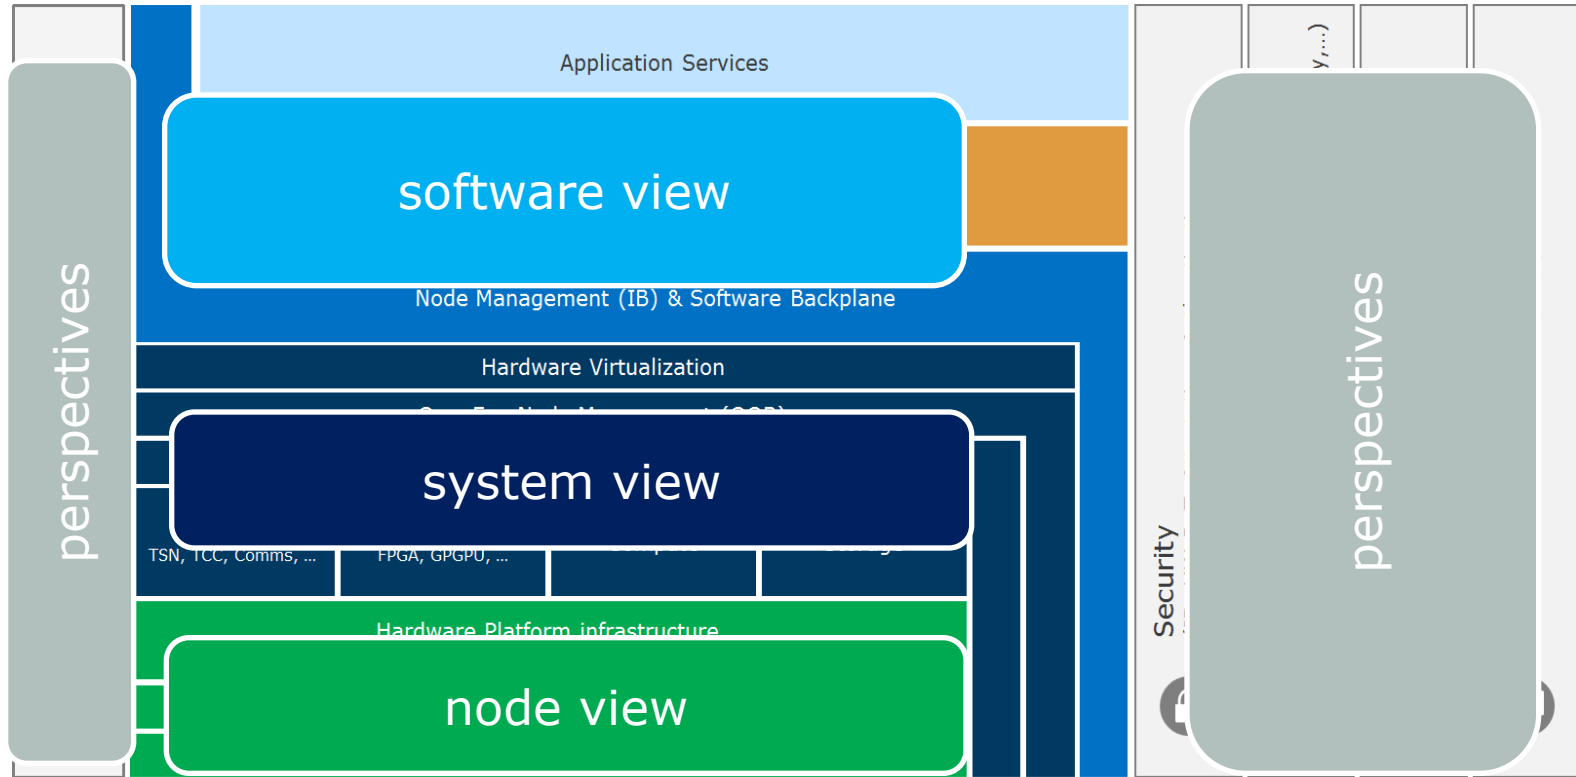 perspectives
Application Services
software view
Node Management (IB) & Software Backplane
Hardware Virtualization
system view
TSN, TCC, Comms, ...
FPGA, GPGPU, ...
Hardware Platform infrastructure
node view
Security
y,...)
perspectives